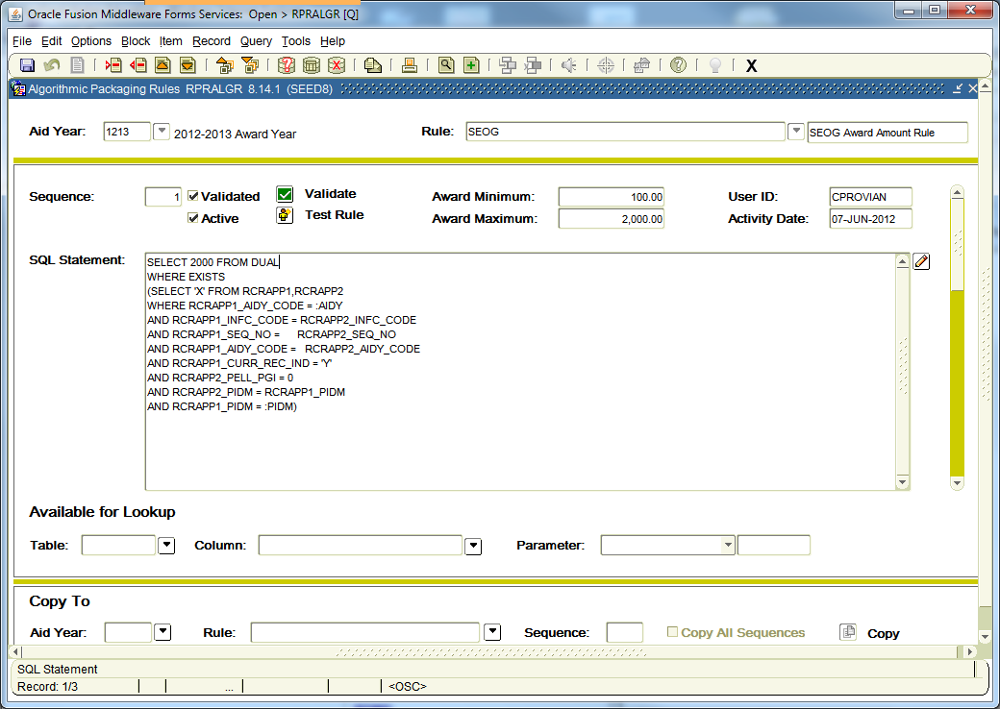 Oracle Fusion Middleware Forms Services: Open > RPRALGR [Q]
File Edit Options Block Item Record Query Tools Help
X
Algorithmic Packaging Rules RPRALGR 8.14.1 (SEED8)
Aid Year: 1213 2012-2013 Award Year Rule: SEOG SEOG Award Amount Rule
Sequence: 1 Validated Validate Award Minimum: 100.00 User ID: CPROVIAN
Active Test Rule Award Maximum: 2,000.00 Activity Date: 07-JUN-2012
SQL Statement: SELECT 2000 FROM DUAL
WHERE EXISTS
(SELECT 'X' FROM RCRAPP1,RCRAPP2
WHERE RCRAPP1_AIDY_CODE = :AIDY
AND RCRAPP1_INFC_CODE = RCRAPP2_INFC_CODE
AND RCRAPP1_SEQ_NO = RCRAPP2_SEQ_NO
AND RCRAPP1_AIDY_CODE = RCRAPP2_AIDY_CODE
AND RCRAPP1_CURR_REC_IND = 'Y'
AND RCRAPP2_PELL_PGI = 0
AND RCRAPP2_PIDM = RCRAPP1_PIDM
AND RCRAPP1_PIDM = :PIDM)
Available for Lookup
Table: Column: Parameter:
Copy To
Aid Year: Rule: Sequence: Copy All Sequences Copy
SQL Statement
Record: 1/3 ... <OSC>